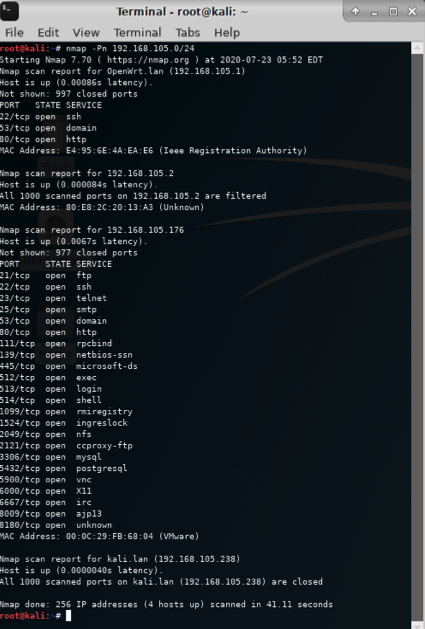 Terminal - root@kali: ~
File Edit View Terminal Tabs Help
root@kali:~# nmap -Pn 192.168.105.0/24
Starting Nmap 7.70 ( https://nmap.org ) at 2020-07-23 05:52 EDT
Nmap scan report for OpenWrt.lan (192.168.105.1)
Host is up (0.00086s latency).
Not shown: 997 closed ports
PORT   STATE SERVICE
22/tcp open  ssh
53/tcp open  domain
80/tcp open  http
MAC Address: E4:95:6E:4A:EA:E6 (Ieee Registration Authority)
Nmap scan report for 192.168.105.2
Host is up (0.000084s latency).
All 1000 scanned ports on 192.168.105.2 are filtered
MAC Address: 80:E8:2C:20:13:A3 (Unknown)
Nmap scan report for 192.168.105.176
Host is up (0.0067s latency).
Not shown: 977 closed ports
PORT     STATE SERVICE
21/tcp   open  ftp
22/tcp   open  ssh
23/tcp   open  telnet
25/tcp   open  smtp
53/tcp   open  domain
80/tcp   open  http
111/tcp  open  rpcbind
139/tcp  open  netbios-ssn
445/tcp  open  microsoft-ds
512/tcp  open  exec
513/tcp  open  login
514/tcp  open  shell
1099/tcp open  rmiregistry
1524/tcp open  ingreslock
2049/tcp open  nfs
2121/tcp open  ccproxy-ftp
3306/tcp open  mysql
5432/tcp open  postgresql
5900/tcp open  vnc
6000/tcp open  X11
6667/tcp open  irc
8009/tcp open  ajp13
8180/tcp open  unknown
MAC Address: 00:0C:29:FB:68:04 (VMware)
Nmap scan report for kali.lan (192.168.105.238)
Host is up (0.0000040s latency).
All 1000 scanned ports on kali.lan (192.168.105.238) are closed
Nmap done: 256 IP addresses (4 hosts up) scanned in 41.11 seconds
root@kali:~#